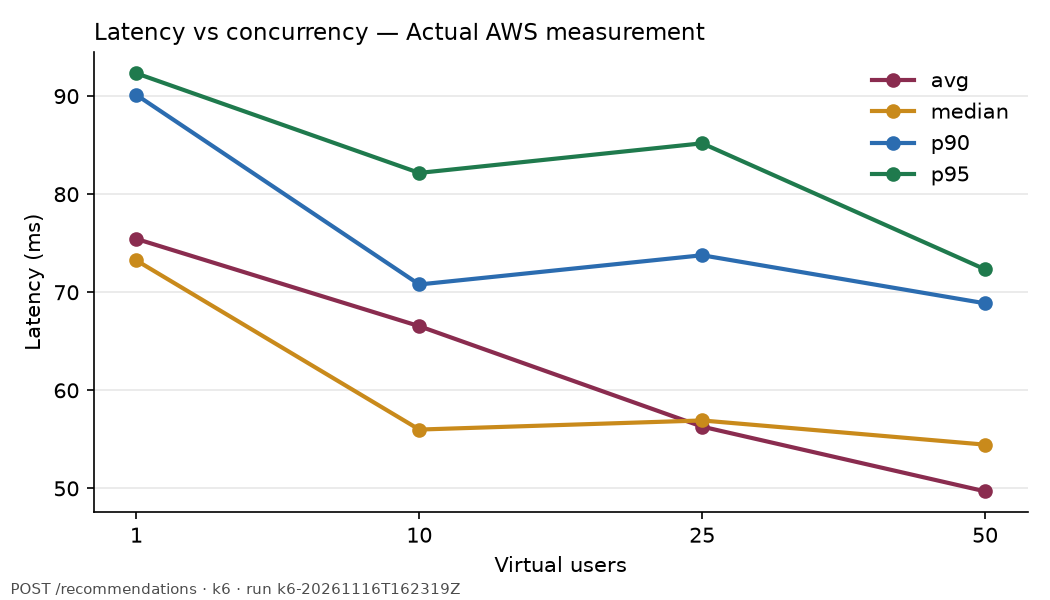 Latency vs concurrency — Actual AWS measurement
avg
median
p90
p95
90
80
70
60
50
Latency (ms)
1 10 25 50
Virtual users
POST /recommendations · k6 · run k6-20261116T162319Z